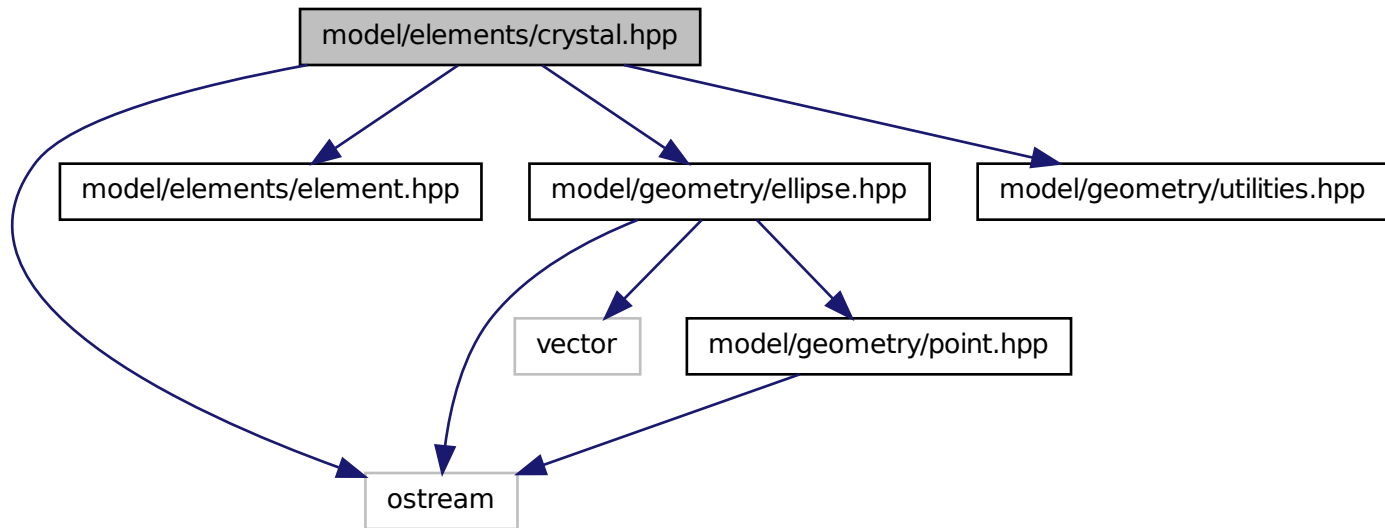 model/elements/crystal.hpp
model/elements/element.hpp
model/geometry/ellipse.hpp
model/geometry/utilities.hpp
vector
model/geometry/point.hpp
ostream